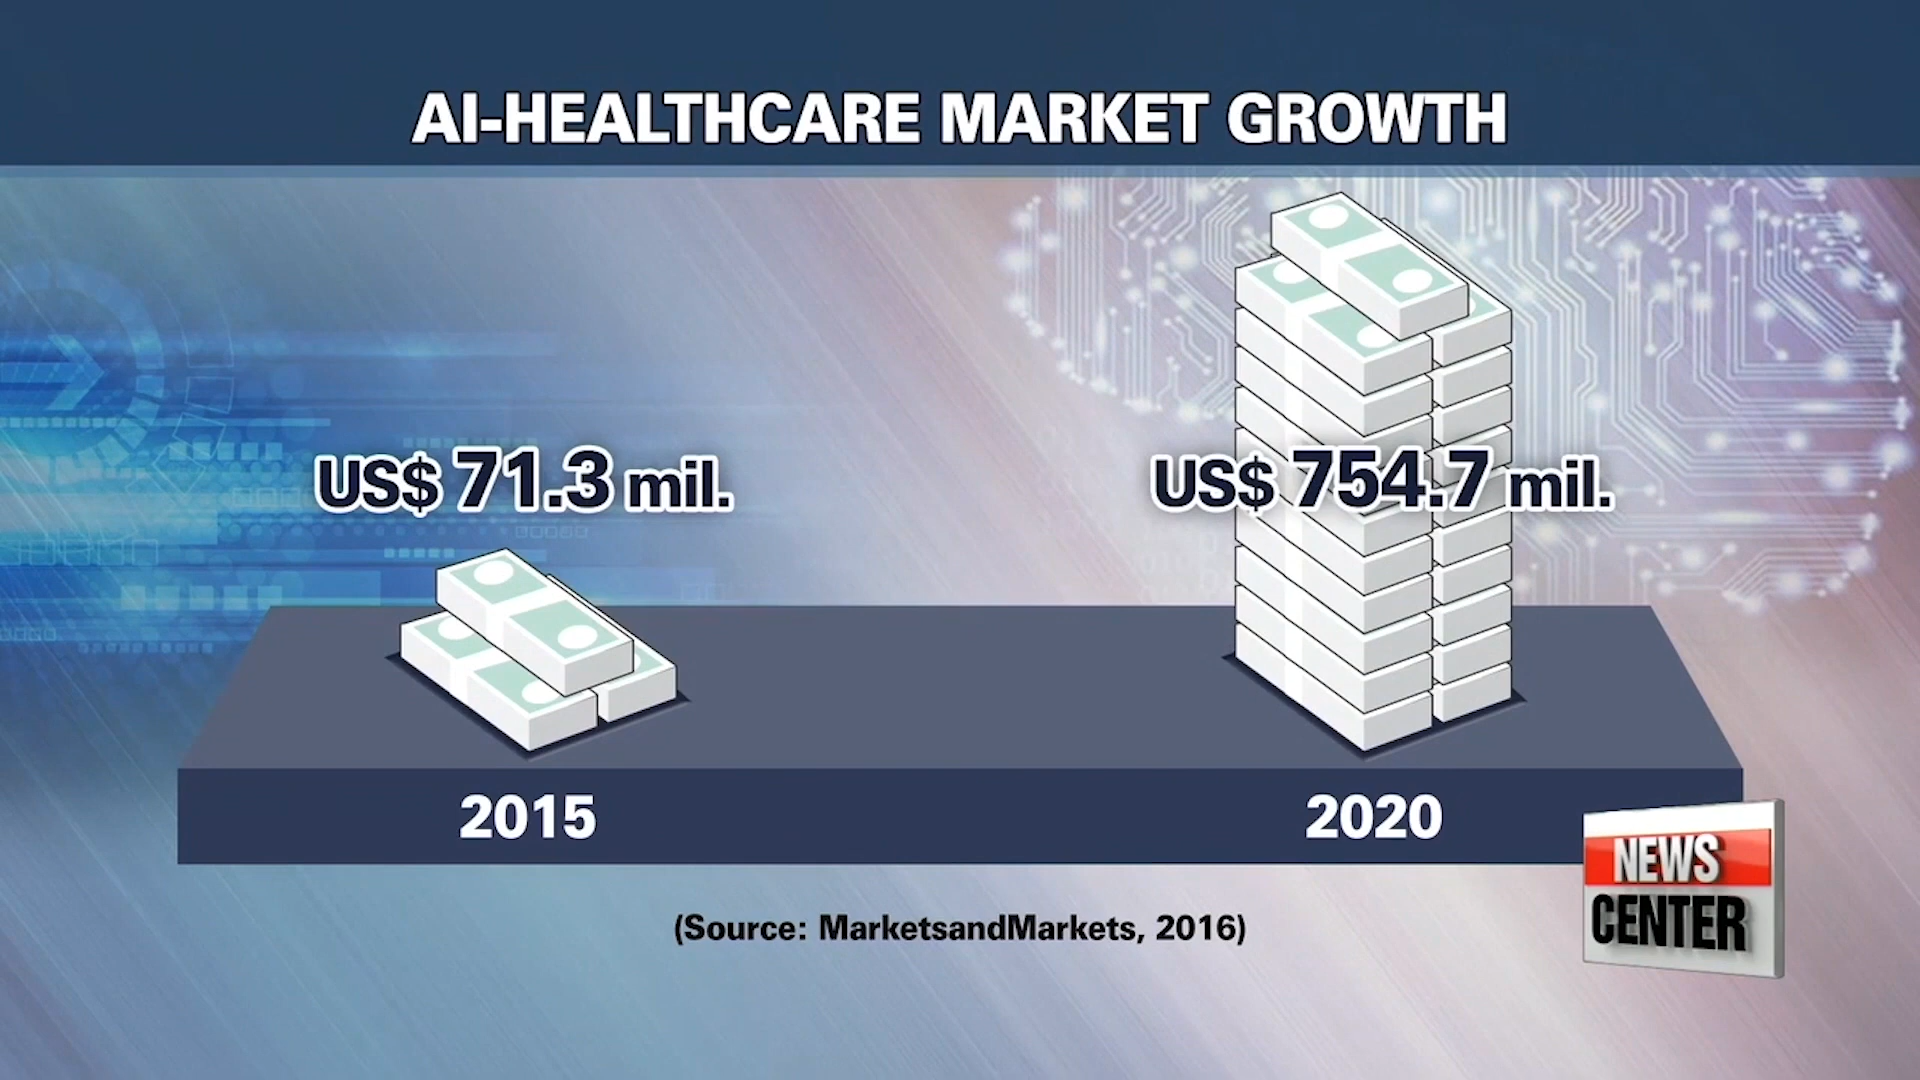 AI-HEALTHCARE MARKET GROWTH
US$ 71.3 mil.
US$ 754.7 mil.
2015
2020
NEWS
CENTER
(Source: MarketsandMarkets, 2016)